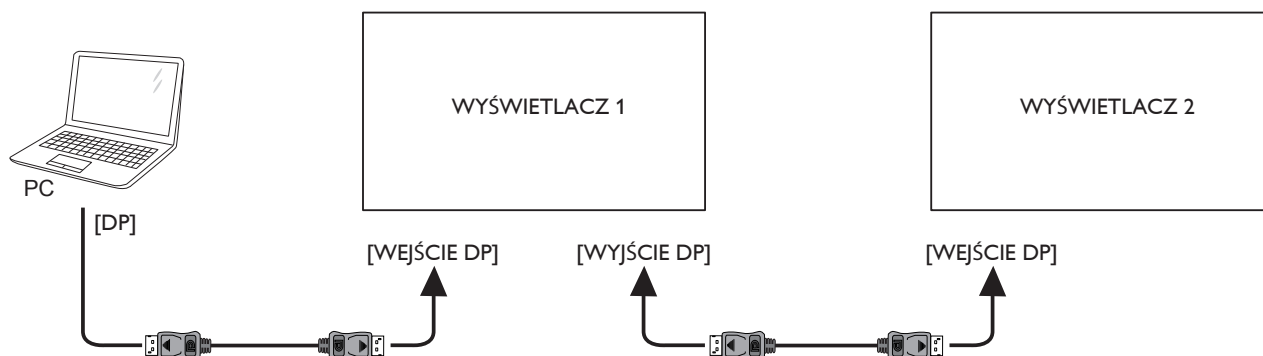 WYŚWIETLACZ 1
WYŚWIETLACZ 2
PC
[DP]
[WEJŚCIE DP]
[WYJŚCIE DP]
[WEJŚCIE DP]